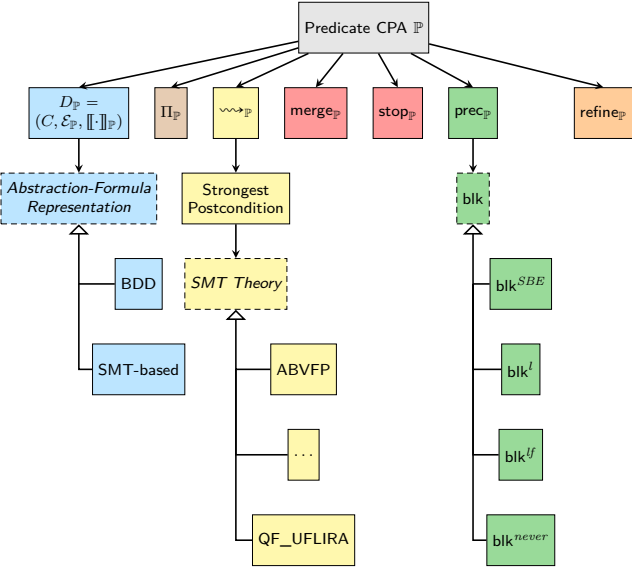 Predicate CPA ℙ
D_ℙ =
(C, ℰ_ℙ, ⟦·⟧_ℙ)
Π_ℙ
⇝_ℙ
merge_ℙ
stop_ℙ
prec_ℙ
refine_ℙ
Abstraction-Formula
Representation
Strongest
Postcondition
blk
BDD
SMT Theory
blk^SBE
SMT-based
ABVFP
blk^l
···
blk^lf
QF_UFLIRA
blk^never